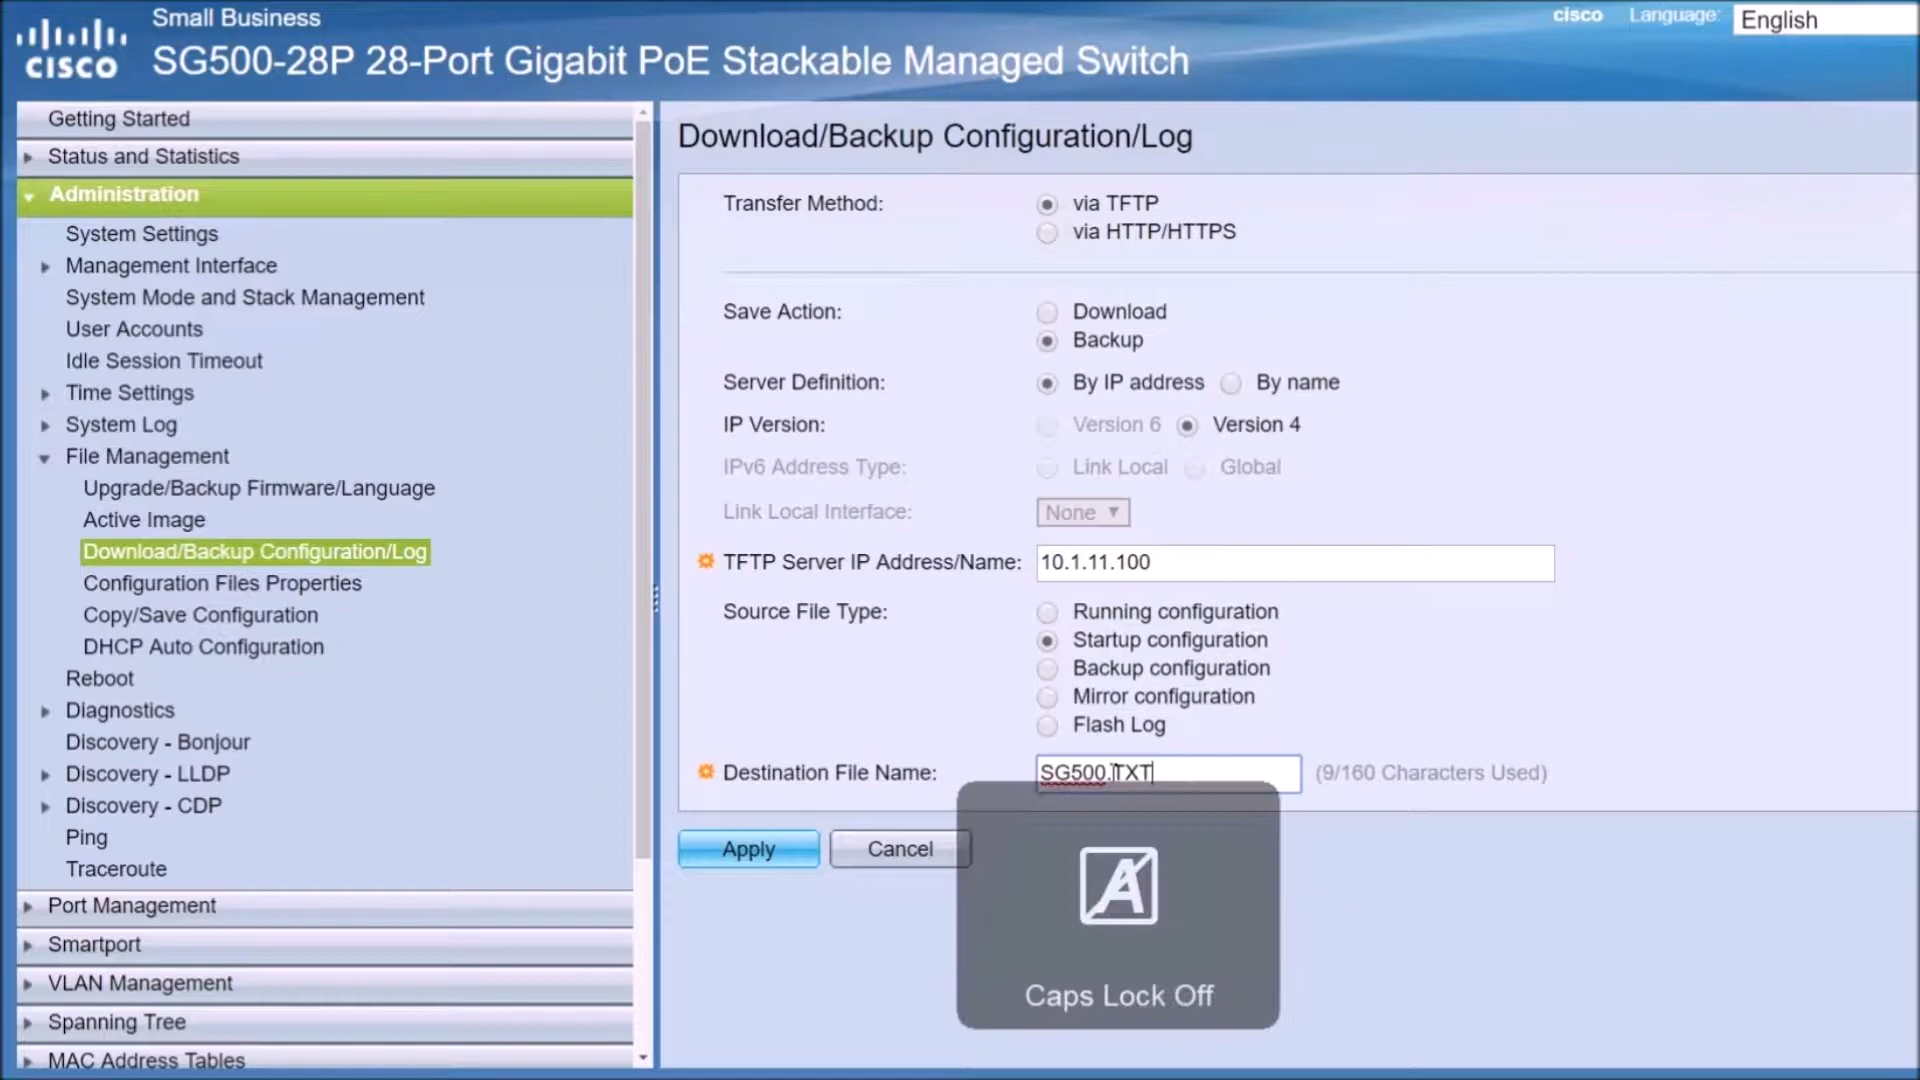 Small Business
cisco Language: English
CISCO SG500-28P 28-Port Gigabit PoE Stackable Managed Switch
Getting Started
Status and Statistics
Administration
System Settings
Management Interface
System Mode and Stack Management
User Accounts
Idle Session Timeout
Time Settings
System Log
File Management
Upgrade/Backup Firmware/Language
Active Image
Download/Backup Configuration/Log
Configuration Files Properties
Copy/Save Configuration
DHCP Auto Configuration
Reboot
Diagnostics
Discovery - Bonjour
Discovery - LLDP
Discovery - CDP
Ping
Traceroute
Port Management
Smartport
VLAN Management
Spanning Tree
MAC Address Tables
Download/Backup Configuration/Log
Transfer Method: via TFTP
via HTTP/HTTPS
Save Action: Download
Backup
Server Definition: By IP address By name
IP Version: Version 6 Version 4
IPv6 Address Type: Link Local Global
Link Local Interface: None
TFTP Server IP Address/Name: 10.1.11.100
Source File Type: Running configuration
Startup configuration
Backup configuration
Mirror configuration
Flash Log
Destination File Name: SG500.TXT (9/160 Characters Used)
Apply Cancel
A
Caps Lock Off